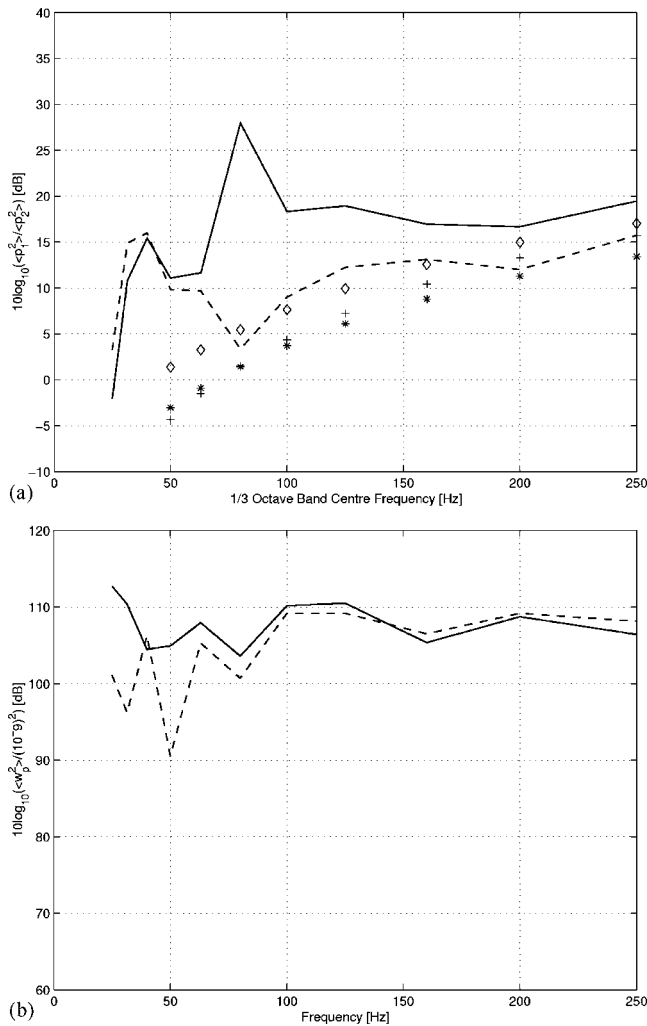 40
35
30
25
20
15
10
5
0
−5
−10
10log10(<p²1>/<p²2>) [dB]
0 50 100 150 200 250
(a)
1/3 Octave Band Centre Frequency [Hz]
120
110
100
90
80
70
60
10log10(<w²p>/(10⁻9)²) [dB]
0 50 100 150 200 250
(b)
Frequency [Hz]